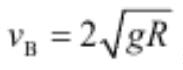 v_B = 2√gR